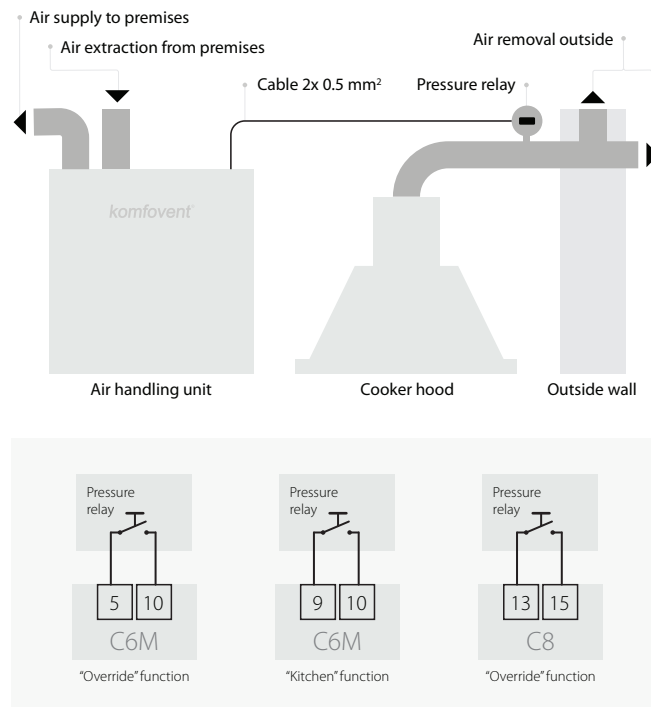 Air supply to premises
Air extraction from premises
Air removal outside
Cable 2x 0.5 mm²
Pressure relay
komfovent®
Air handling unit
Cooker hood
Outside wall
Pressure
relay
5
10
C6M
“Override” function
Pressure
relay
9
10
C6M
“Kitchen” function
Pressure
relay
13
15
C8
“Override” function